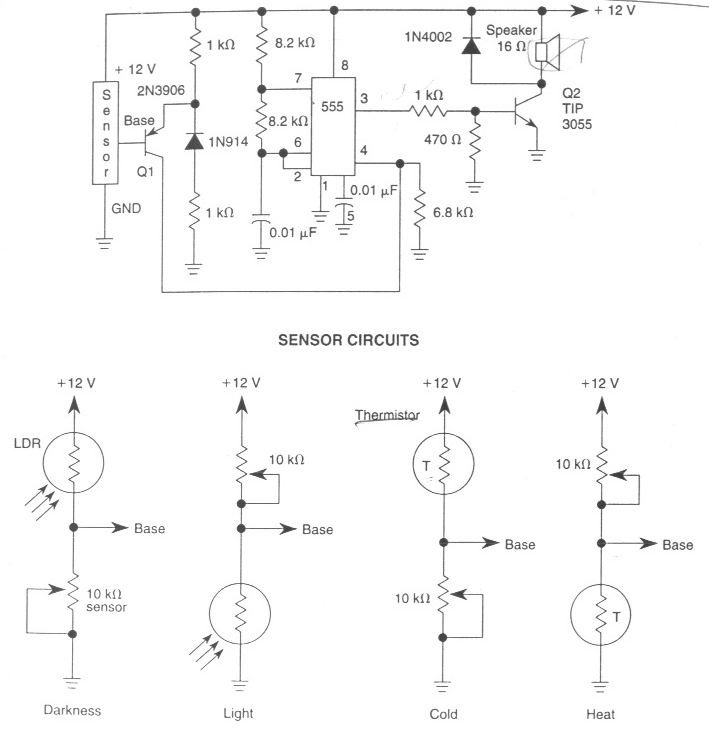 + 12 V
1 kΩ
8.2 kΩ
1N4002
Speaker
16 Ω
+ 12 V
2N3906
Sensor
Base
Q1
GND
1N914
1 kΩ
8.2 kΩ
0.01 µF
7
8
555
3
6
2
4
1
5
0.01 µF
1 kΩ
470 Ω
6.8 kΩ
Q2
TIP
3055
SENSOR CIRCUITS
+12 V
LDR
Base
10 kΩ
sensor
Darkness
+12 V
10 kΩ
Base
Light
+12 V
Thermistor
T
Base
10 kΩ
Cold
+12 V
10 kΩ
Base
T
Heat